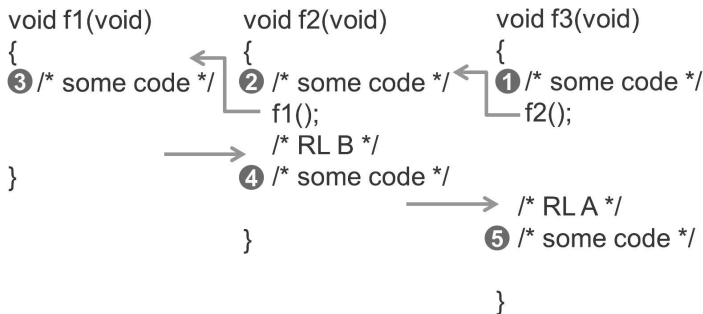 void f1(void)
{
❸ /* some code */
}
void f2(void)
{
❷ /* some code */
f1();
/* RL B */
❹ /* some code */
}
void f3(void)
{
❶ /* some code */
f2();
/* RL A */
❺ /* some code */
}